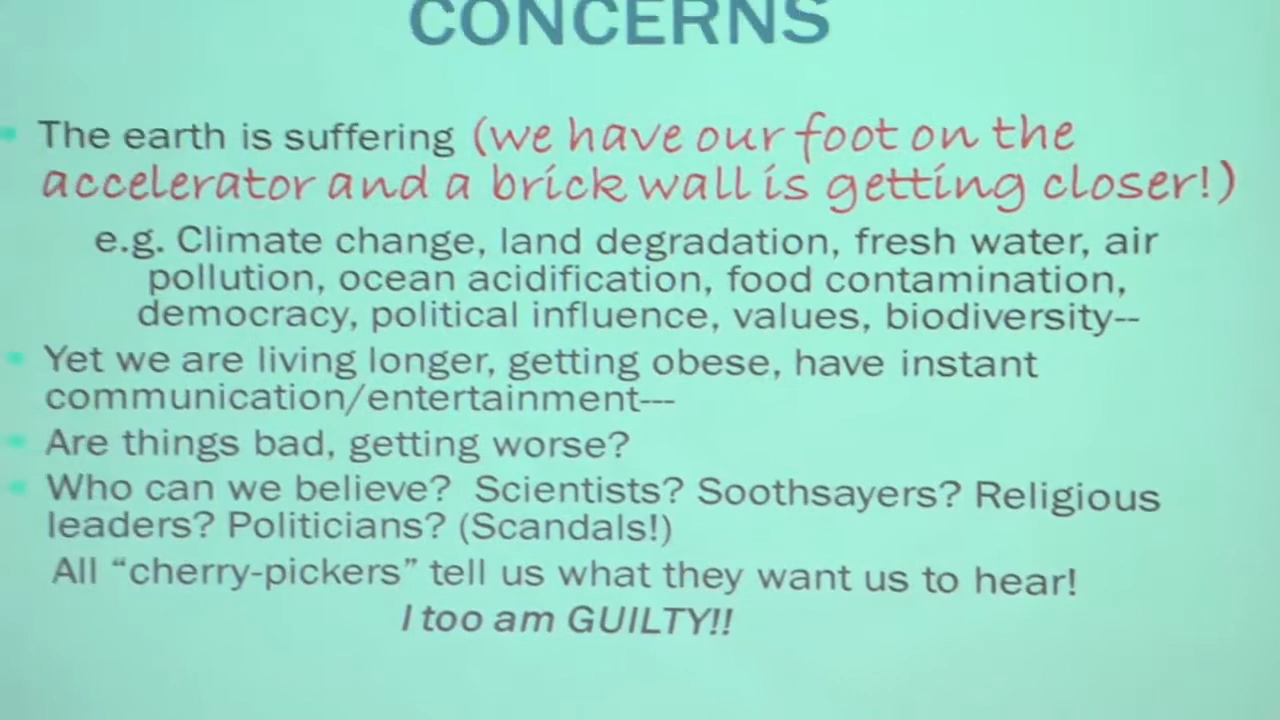 CONCERNS
The earth is suffering (we have our foot on the
accelerator and a brick wall is getting closer!)
e.g. Climate change, land degradation, fresh water, air
pollution, ocean acidification, food contamination,
democracy, political influence, values, biodiversity--
Yet we are living longer, getting obese, have instant
communication/entertainment---
Are things bad, getting worse?
Who can we believe? Scientists? Soothsayers? Religious
leaders? Politicians? (Scandals!)
All “cherry-pickers” tell us what they want us to hear!
I too am GUILTY!!